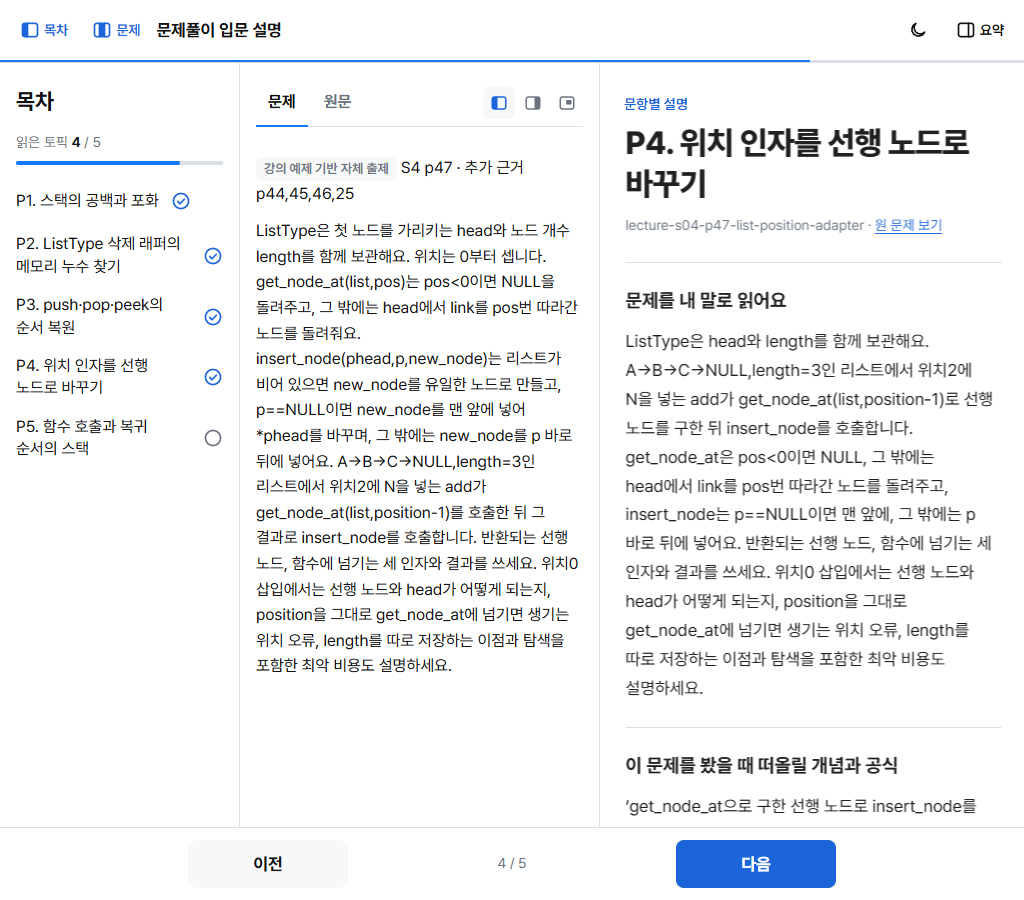 목차 문제 문제풀이 입문 설명 요약
목차
읽은 토픽 4 / 5
P1. 스택의 공백과 포화
P2. ListType 삭제 래퍼의
메모리 누수 찾기
P3. push·pop·peek의
순서 복원
P4. 위치 인자를 선행
노드로 바꾸기
P5. 함수 호출과 복귀
순서의 스택
문제 원문
강의 예제 기반 자체 출제 S4 p47 · 추가 근거
p44,45,46,25
ListType은 첫 노드를 가리키는 head와 노드 개수
length를 함께 보관해요. 위치는 0부터 셉니다.
get_node_at(list,pos)는 pos<0이면 NULL을
돌려주고, 그 밖에는 head에서 link를 pos번 따라간
노드를 돌려줘요.
insert_node(phead,p,new_node)는 리스트가
비어 있으면 new_node를 유일한 노드로 만들고,
p==NULL이면 new_node를 맨 앞에 넣어
*phead를 바꾸며, 그 밖에는 new_node를 p 바로
뒤에 넣어요. A→B→C→NULL,length=3인
리스트에서 위치2에 N을 넣는 add가
get_node_at(list,position-1)를 호출한 뒤 그
결과로 insert_node를 호출합니다. 반환되는 선행
노드, 함수에 넘기는 세 인자와 결과를 쓰세요. 위치0
삽입에서는 선행 노드와 head가 어떻게 되는지,
position을 그대로 get_node_at에 넘기면 생기는
위치 오류, length를 따로 저장하는 이점과 탐색을
포함한 최악 비용도 설명하세요.
문항별 설명
P4. 위치 인자를 선행 노드로
바꾸기
lecture-s04-p47-list-position-adapter · 원 문제 보기
문제를 내 말로 읽어요
ListType은 head와 length를 함께 보관해요.
A→B→C→NULL,length=3인 리스트에서 위치2에
N을 넣는 add가 get_node_at(list,position-1)로 선행
노드를 구한 뒤 insert_node를 호출합니다.
get_node_at은 pos<0이면 NULL, 그 밖에는
head에서 link를 pos번 따라간 노드를 돌려주고,
insert_node는 p==NULL이면 맨 앞에, 그 밖에는 p
바로 뒤에 넣어요. 반환되는 선행 노드, 함수에 넘기는 세
인자와 결과를 쓰세요. 위치0 삽입에서는 선행 노드와
head가 어떻게 되는지, position을 그대로
get_node_at에 넘기면 생기는 위치 오류, length를
따로 저장하는 이점과 탐색을 포함한 최악 비용도
설명하세요.
이 문제를 봤을 때 떠올릴 개념과 공식
‘get_node_at으로 구한 선행 노드로 insert_node를
이전 4 / 5 다음